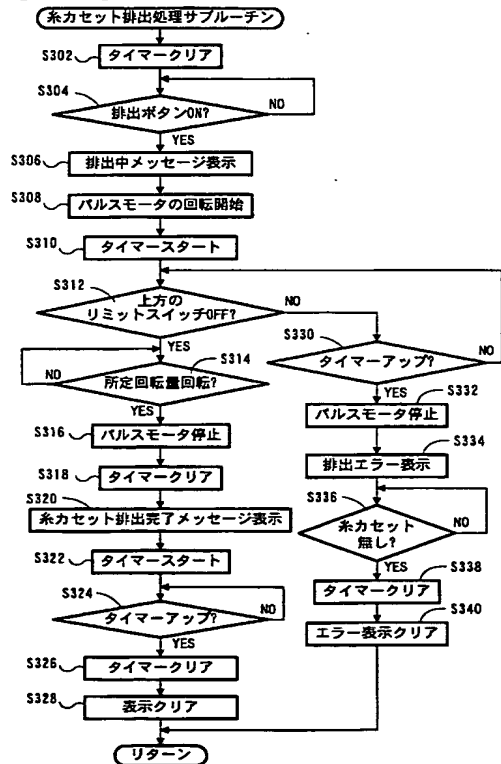 糸カセット排出処理サブルーチン
S302
タイマークリア
S304
排出ボタンON?
NO
YES
S306
排出中メッセージ表示
S308
パルスモータの回転開始
S310
タイマースタート
S312
上方の
リミットスイッチOFF?
NO
YES
S314
所定回転量回転?
NO
YES
S316
パルスモータ停止
S318
タイマークリア
S320
糸カセット排出完了メッセージ表示
S322
タイマースタート
S324
タイマーアップ?
NO
YES
S326
タイマークリア
S328
表示クリア
S330
タイマーアップ?
NO
YES
S332
パルスモータ停止
S334
排出エラー表示
S336
糸カセット
無し?
NO
YES
S338
タイマークリア
S340
エラー表示クリア
リターン